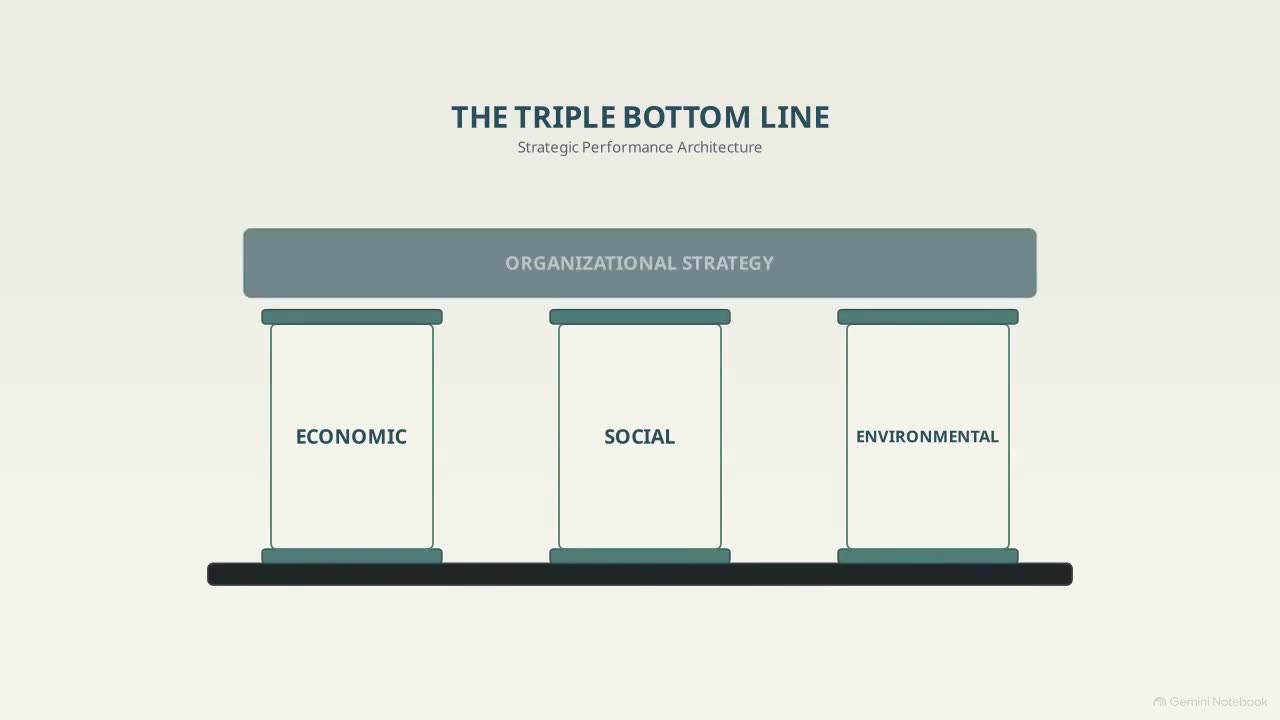 THE TRIPLE BOTTOM LINE
Strategic Performance Architecture
ORGANIZATIONAL STRATEGY
ECONOMIC
SOCIAL
ENVIRONMENTAL
Gemini Notebook